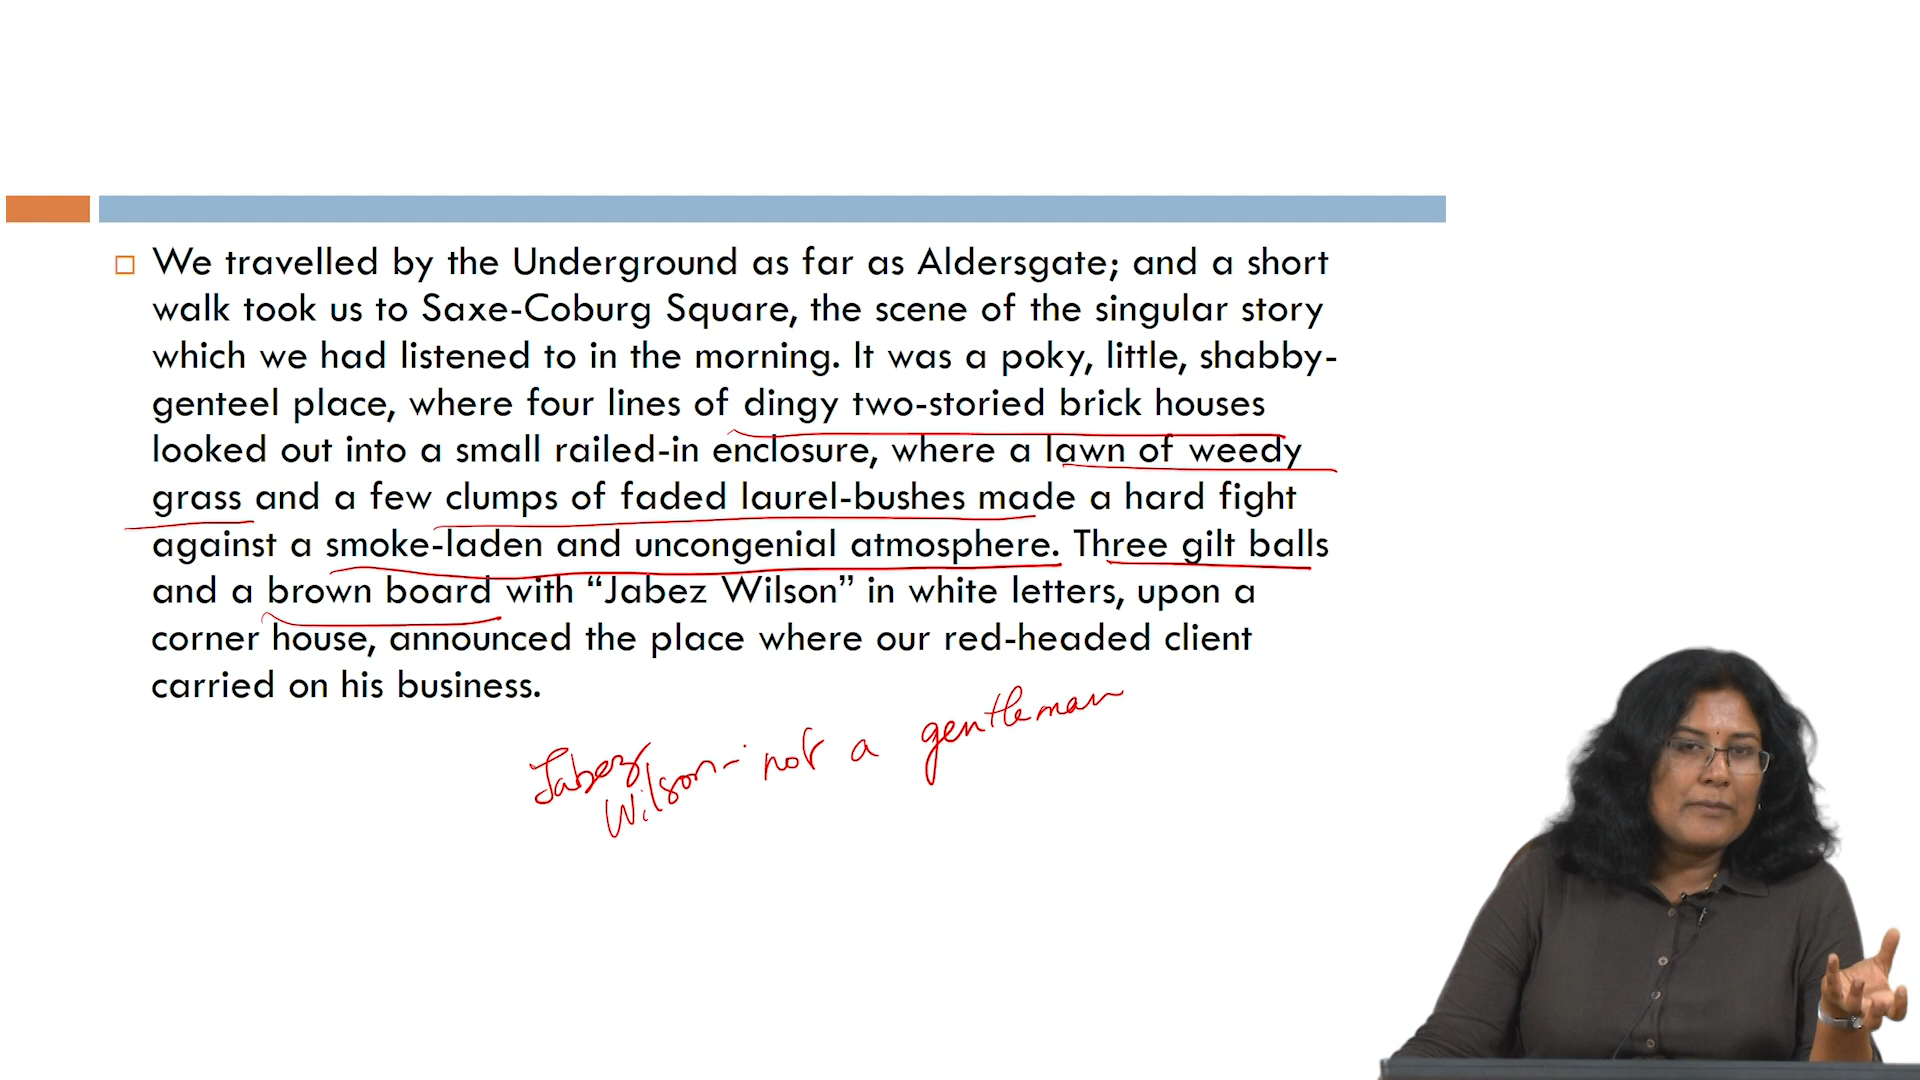 We travelled by the Underground as far as Aldersgate; and a short
walk took us to Saxe-Coburg Square, the scene of the singular story
which we had listened to in the morning. It was a poky, little, shabby-
genteel place, where four lines of dingy two-storied brick houses
looked out into a small railed-in enclosure, where a lawn of weedy
grass and a few clumps of faded laurel-bushes made a hard fight
against a smoke-laden and uncongenial atmosphere. Three gilt balls
and a brown board with “Jabez Wilson” in white letters, upon a
corner house, announced the place where our red-headed client
carried on his business.
Jabez
Wilson - not a gentleman